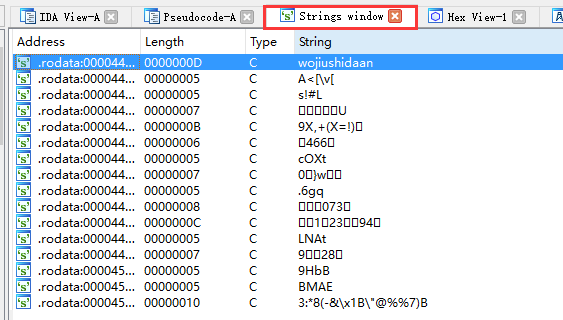 IDA View-A Pseudocode-A Strings window Hex View-1
Address Length Type String
.rodata:000044... 0000000D C wojiushidaan
.rodata:000044... 00000005 C A<[\v[
.rodata:000044... 00000005 C s!#L
.rodata:000044... 00000007 C □□□□□U
.rodata:000044... 0000000B C 9X,+(X=!)□
.rodata:000044... 00000006 C □466□
.rodata:000044... 00000005 C cOXt
.rodata:000044... 00000007 C 0□}w□□
.rodata:000044... 00000005 C .6gq
.rodata:000044... 00000008 C □□□073□
.rodata:000044... 0000000C C □□1□23□□94□
.rodata:000044... 00000005 C LNAt
.rodata:000044... 00000007 C 9□□28□
.rodata:000045... 00000005 C 9HbB
.rodata:000045... 00000005 C BMAE
.rodata:000045... 00000010 C 3:*8(-&\x1B\"@%%7)B